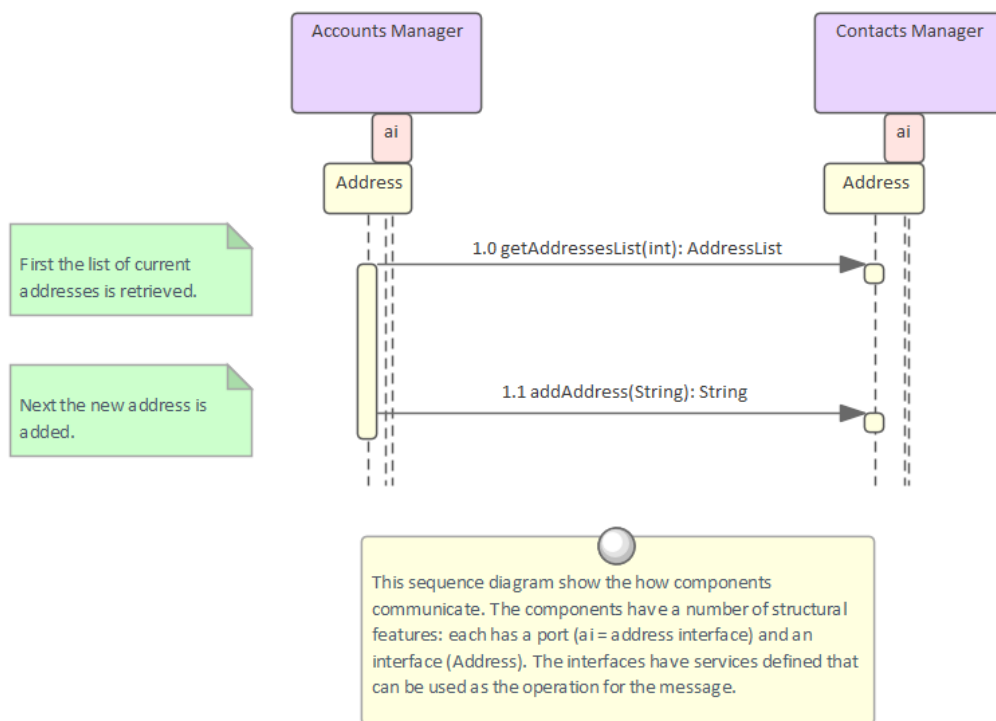 Accounts Manager
Contacts Manager
ai
ai
Address
Address
First the list of current
addresses is retrieved.
1.0 getAddressesList(int): AddressList
Next the new address is
added.
1.1 addAddress(String): String
This sequence diagram show the how components
communicate. The components have a number of structural
features: each has a port (ai = address interface) and an
interface (Address). The interfaces have services defined that
can be used as the operation for the message.